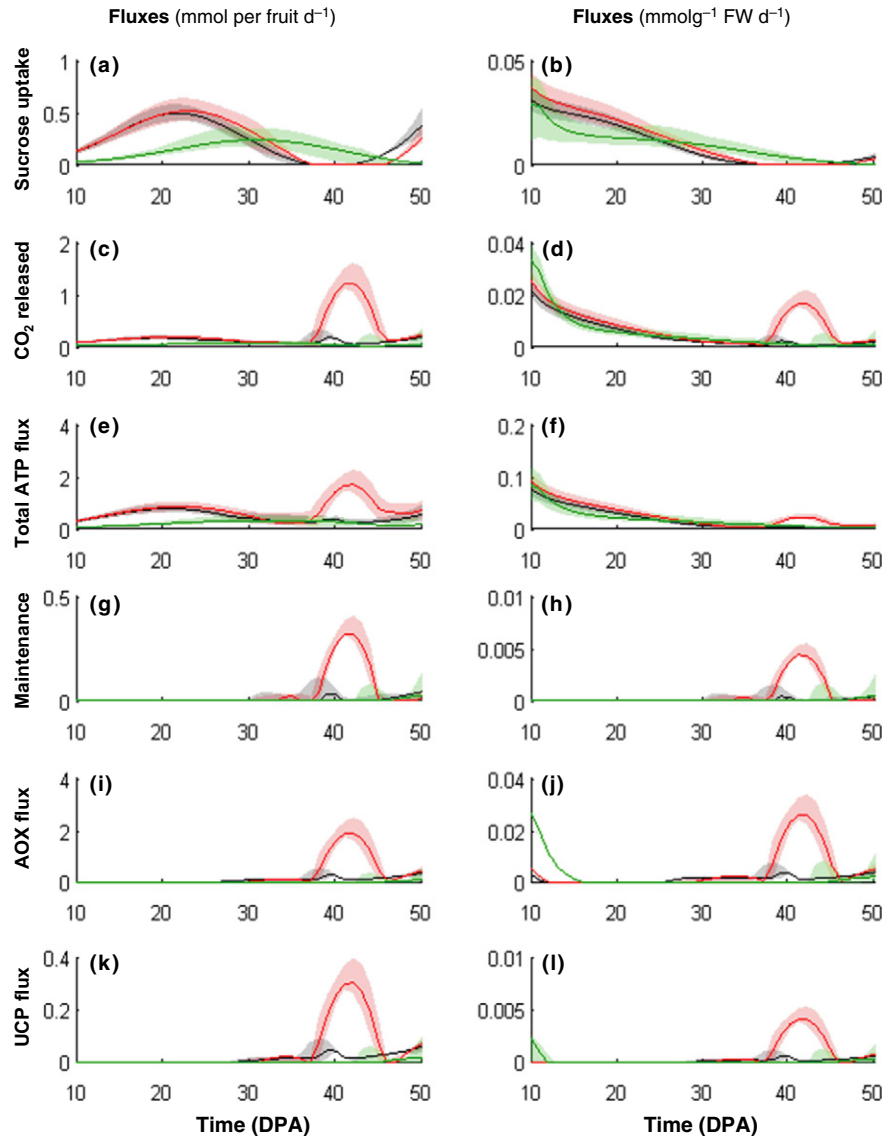 Fluxes (mmol per fruit d⁻¹)
Fluxes (mmolg⁻¹ FW d⁻¹)
Sucrose uptake
(a)
1
0.5
0
10 20 30 40 50
(b)
0.05
0
10 20 30 40 50
CO₂ released
(c)
2
1
0
10 20 30 40 50
(d)
0.04
0.02
0
10 20 30 40 50
Total ATP flux
(e)
4
2
0
10 20 30 40 50
(f)
0.2
0.1
0
10 20 30 40 50
Maintenance
(g)
0.5
0
10 20 30 40 50
(h)
0.01
0.005
0
10 20 30 40 50
AOX flux
(i)
4
2
0
10 20 30 40 50
(j)
0.04
0.02
0
10 20 30 40 50
UCP flux
(k)
0.4
0.2
0
10 20 30 40 50
(l)
0.01
0.005
0
10 20 30 40 50
Time (DPA)
Time (DPA)